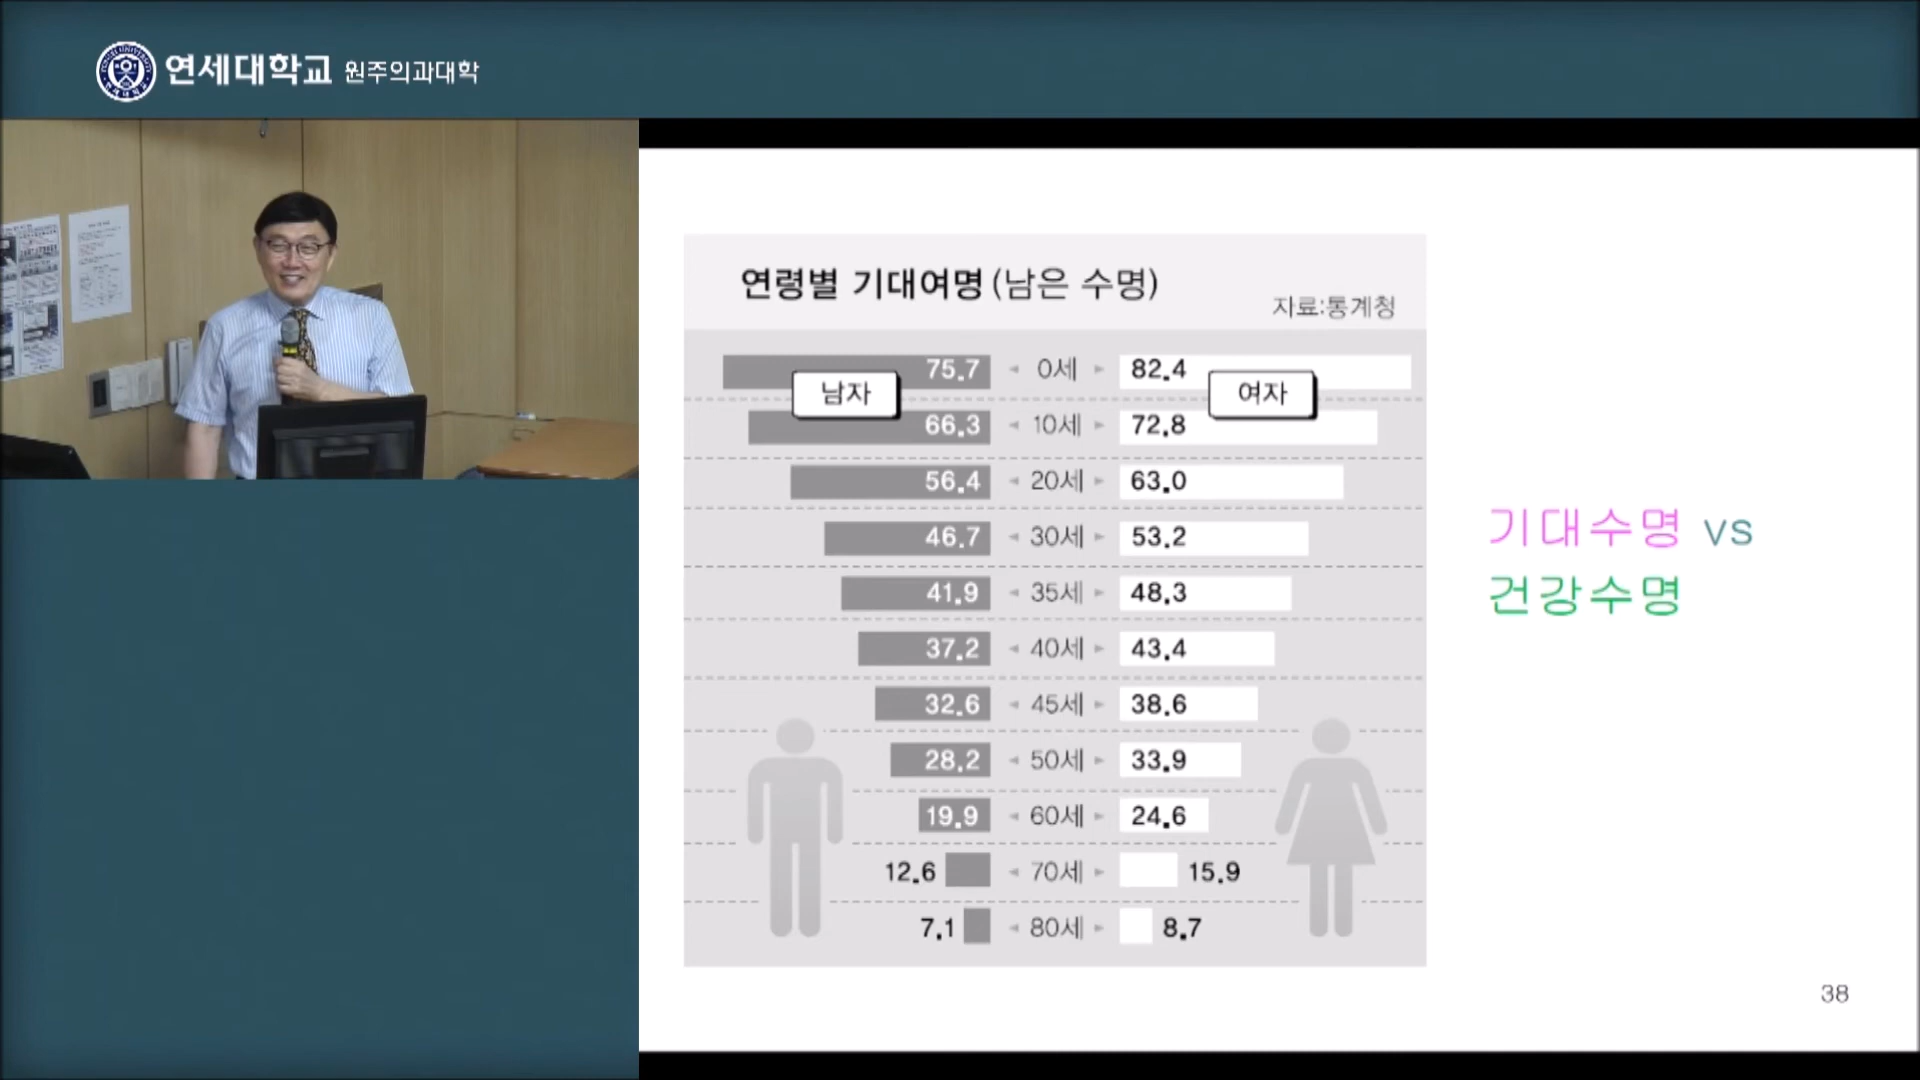 연세대학교 원주의과대학
연령별 기대여명 (남은 수명)
자료:통계청
남자
여자
75.7 0세 82.4
66.3 10세 72.8
56.4 20세 63.0
46.7 30세 53.2
41.9 35세 48.3
37.2 40세 43.4
32.6 45세 38.6
28.2 50세 33.9
19.9 60세 24.6
12.6 70세 15.9
7.1 80세 8.7
기대수명 vs
건강수명
38